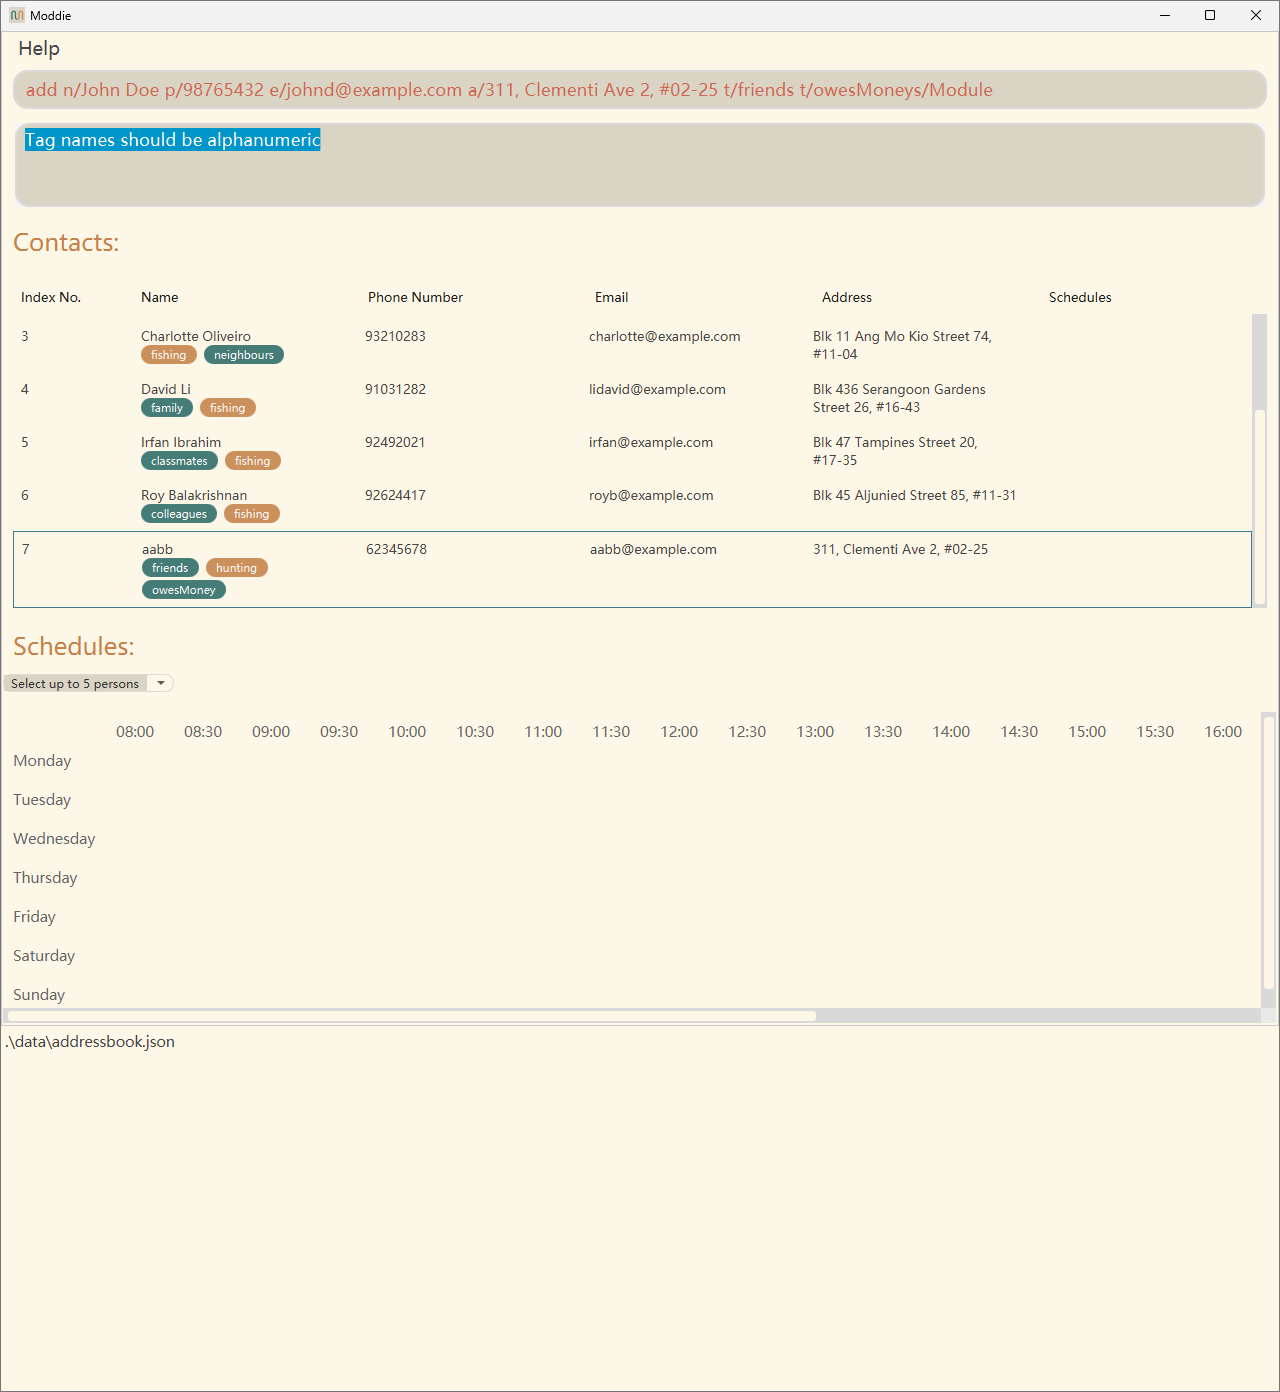 Moddie
Help
add n/John Doe p/98765432 e/johnd@example.com a/311, Clementi Ave 2, #02-25 t/friends t/owesMoneys/Module
Tag names should be alphanumeric
Contacts:
Index No. Name Phone Number Email Address Schedules
3 Charlotte Oliveiro 93210283 charlotte@example.com Blk 11 Ang Mo Kio Street 74,
fishing neighbours #11-04
4 David Li 91031282 lidavid@example.com Blk 436 Serangoon Gardens
family fishing Street 26, #16-43
5 Irfan Ibrahim 92492021 irfan@example.com Blk 47 Tampines Street 20,
classmates fishing #17-35
6 Roy Balakrishnan 92624417 royb@example.com Blk 45 Aljunied Street 85, #11-31
colleagues fishing
7 aabb 62345678 aabb@example.com 311, Clementi Ave 2, #02-25
friends hunting
owesMoney
Schedules:
Select up to 5 persons
08:00 08:30 09:00 09:30 10:00 10:30 11:00 11:30 12:00 12:30 13:00 13:30 14:00 14:30 15:00 15:30 16:00
Monday
Tuesday
Wednesday
Thursday
Friday
Saturday
Sunday
.\data\addressbook.json